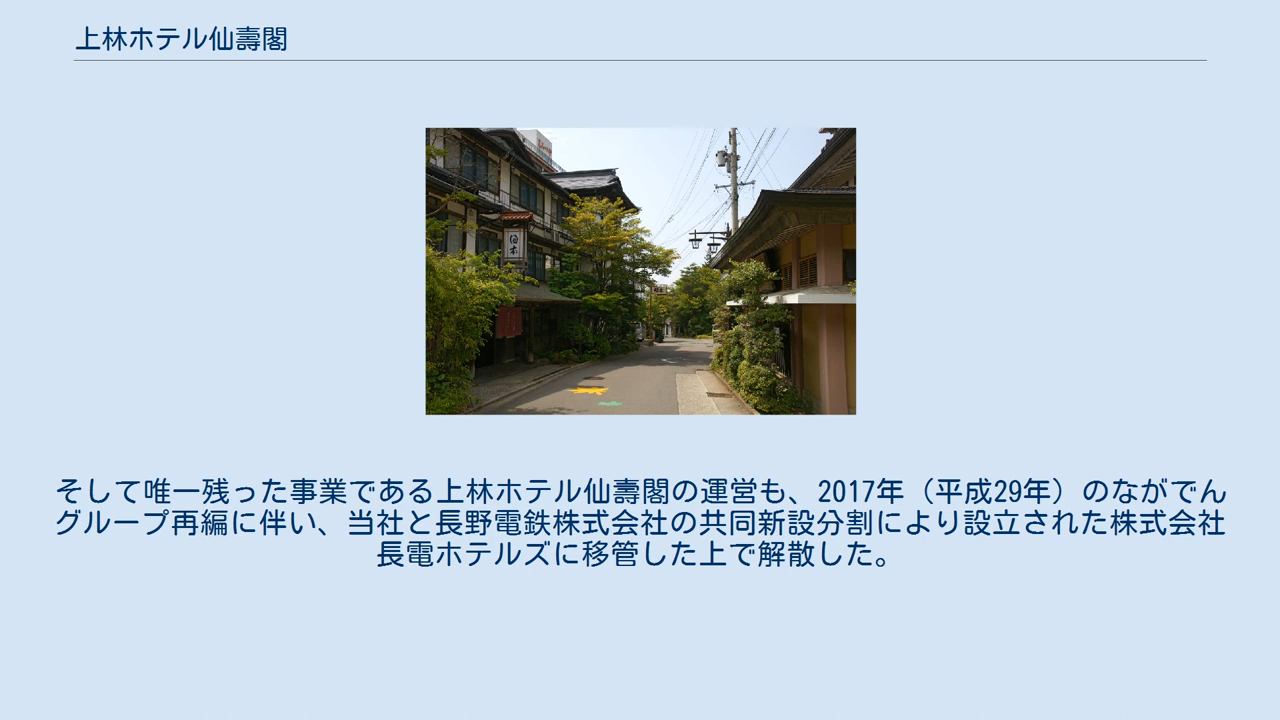 上林ホテル仙壽閣
そして唯一残った事業である上林ホテル仙壽閣の運営も、2017年（平成29年）のながでん
グループ再編に伴い、当社と長野電鉄株式会社の共同新設分割により設立された株式会社
長電ホテルズに移管した上で解散した。